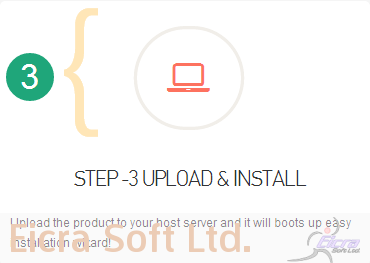 3
STEP -3 UPLOAD & INSTALL
Upload the product to your host server and it will boots up easy
installation wizard!
Eicra Soft Ltd.
Eicra
Soft Ltd